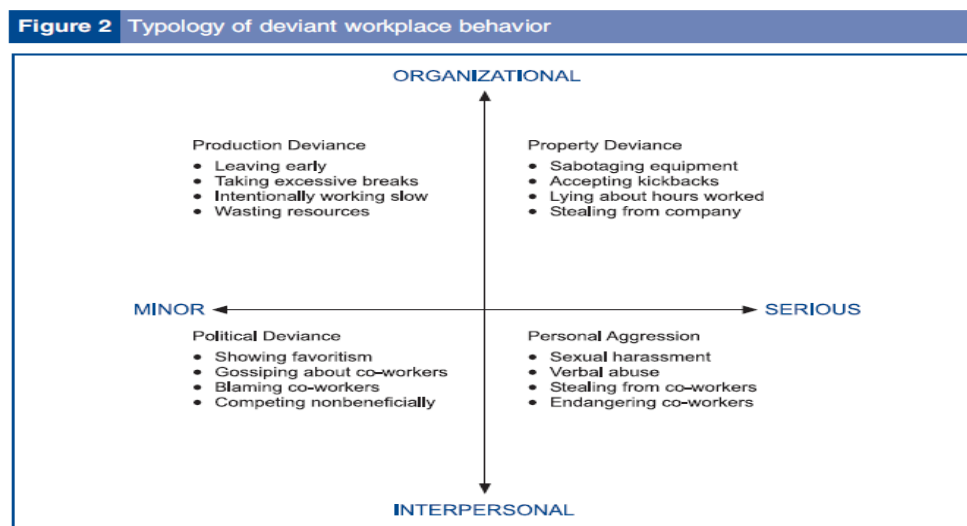 Figure 2 Typology of deviant workplace behavior
ORGANIZATIONAL
Production Deviance
• Leaving early
• Taking excessive breaks
• Intentionally working slow
• Wasting resources
Property Deviance
• Sabotaging equipment
• Accepting kickbacks
• Lying about hours worked
• Stealing from company
MINOR
SERIOUS
Political Deviance
• Showing favoritism
• Gossiping about co-workers
• Blaming co-workers
• Competing nonbeneficially
Personal Aggression
• Sexual harassment
• Verbal abuse
• Stealing from co-workers
• Endangering co-workers
INTERPERSONAL